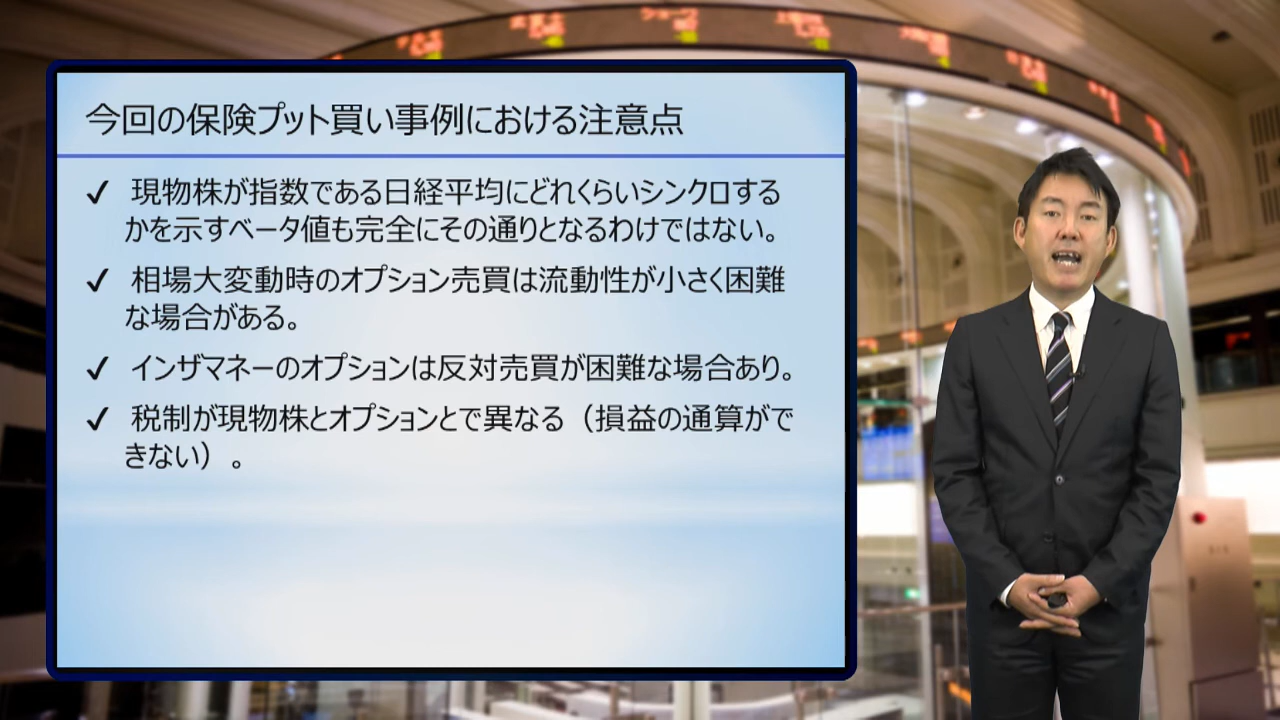 今回の保険プット買い事例における注意点
✓ 現物株が指数である日経平均にどれくらいシンクロする
かを示すベータ値も完全にその通りとなるわけではない。
✓ 相場大変動時のオプション売買は流動性が小さく困難
な場合がある。
✓ インザマネーのオプションは反対売買が困難な場合あり。
✓ 税制が現物株とオプションとで異なる（損益の通算がで
きない）。